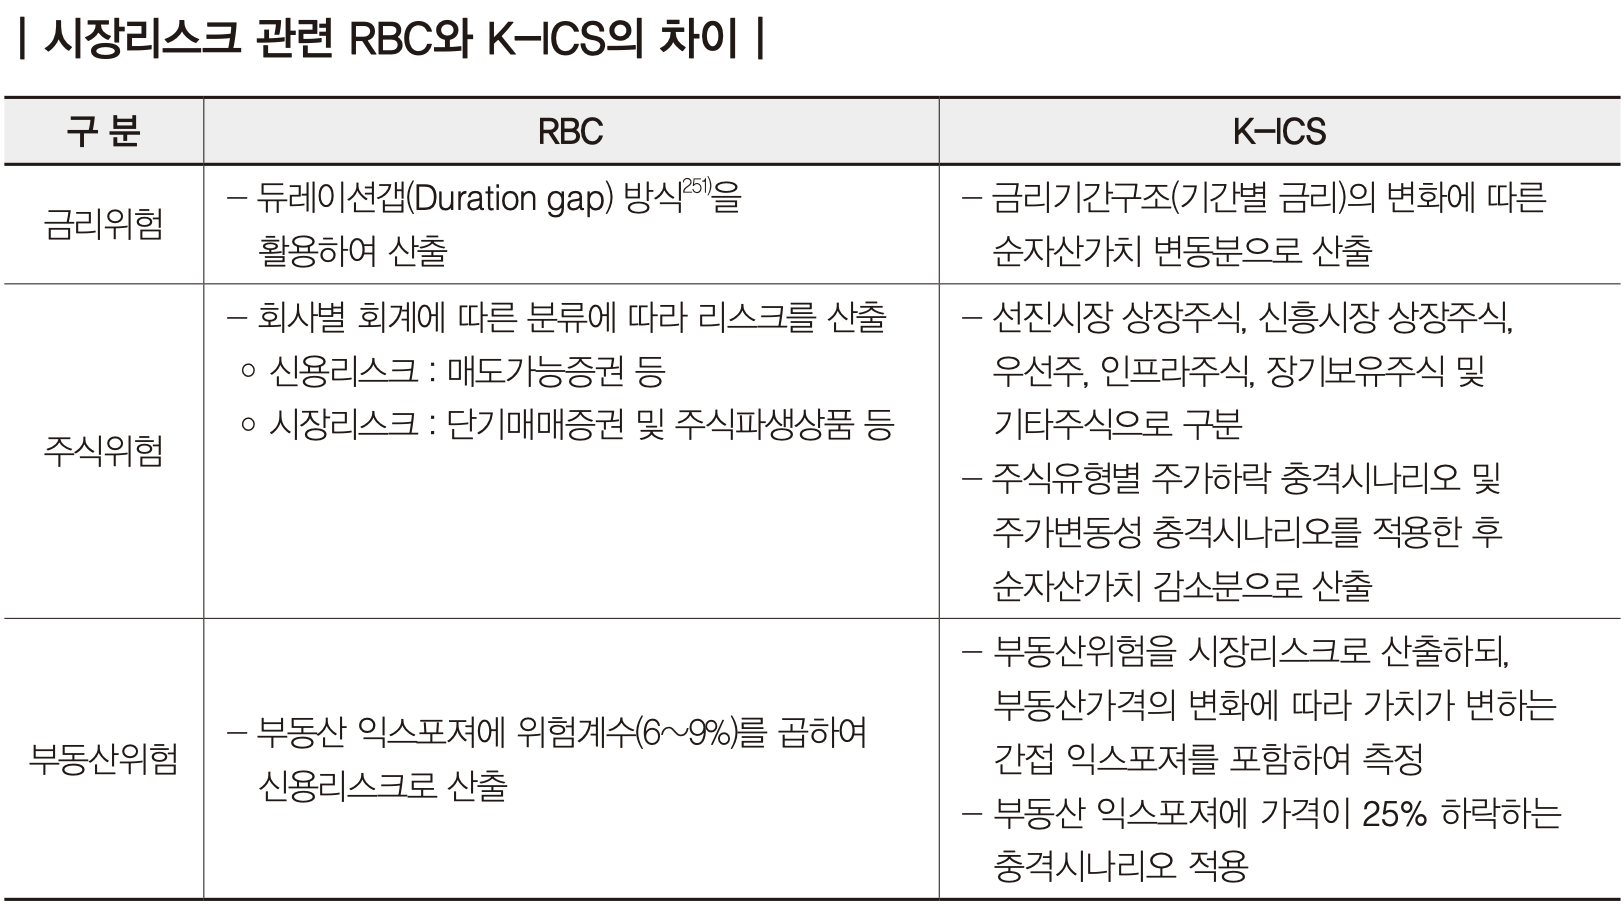 | 시장리스크 관련 RBC와 K-ICS의 차이 |
구 분
RBC
K-ICS
금리위험
– 듀레이션갭(Duration gap) 방식251)을
활용하여 산출
– 금리기간구조(기간별 금리)의 변화에 따른
순자산가치 변동분으로 산출
주식위험
– 회사별 회계에 따른 분류에 따라 리스크를 산출
○ 신용리스크 : 매도가능증권 등
○ 시장리스크 : 단기매매증권 및 주식파생상품 등
– 선진시장 상장주식, 신흥시장 상장주식,
우선주, 인프라주식, 장기보유주식 및
기타주식으로 구분
– 주식유형별 주가하락 충격시나리오 및
주가변동성 충격시나리오를 적용한 후
순자산가치 감소분으로 산출
부동산위험
– 부동산 익스포져에 위험계수(6~9%)를 곱하여
신용리스크로 산출
– 부동산위험을 시장리스크로 산출하되,
부동산가격의 변화에 따라 가치가 변하는
간접 익스포져를 포함하여 측정
– 부동산 익스포져에 가격이 25% 하락하는
충격시나리오 적용